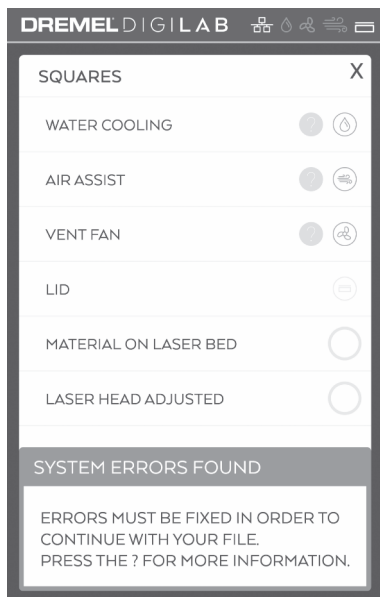 DREMEL DIGILAB
SQUARES X
WATER COOLING ?
AIR ASSIST ?
VENT FAN ?
LID
MATERIAL ON LASER BED
LASER HEAD ADJUSTED
SYSTEM ERRORS FOUND
ERRORS MUST BE FIXED IN ORDER TO
CONTINUE WITH YOUR FILE.
PRESS THE ? FOR MORE INFORMATION.